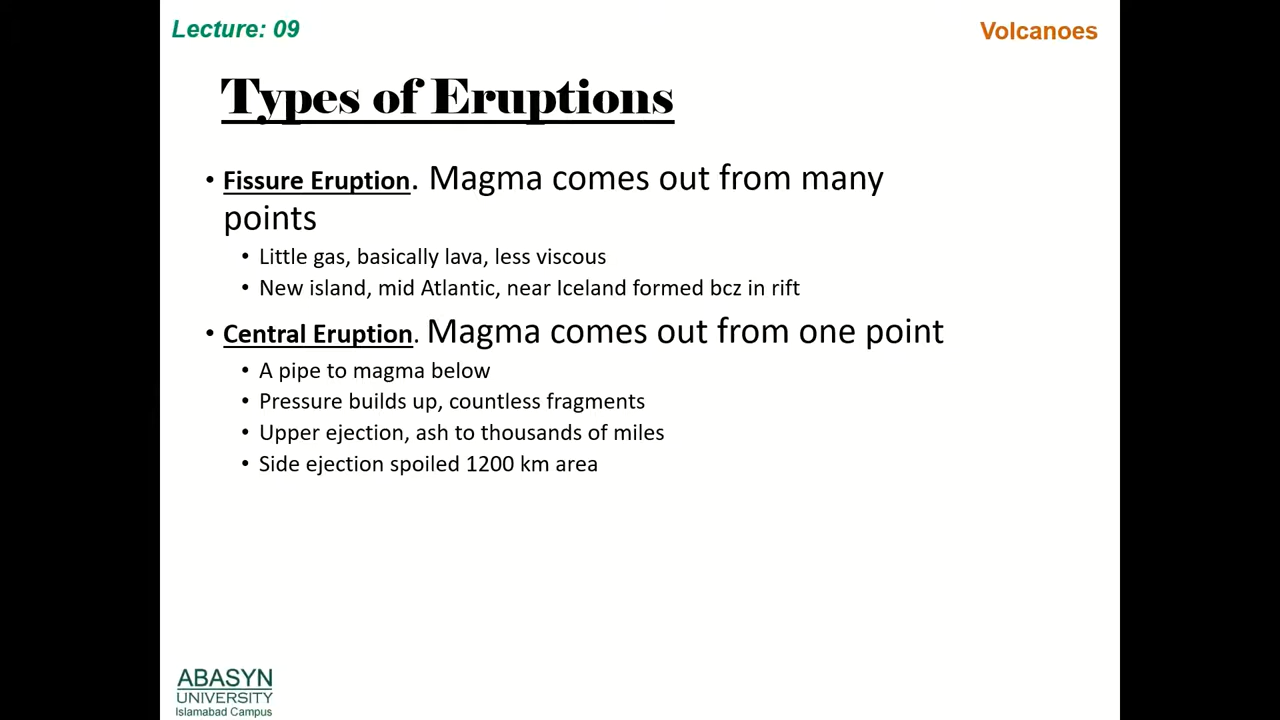 Lecture: 09
Volcanoes
Types of Eruptions
• Fissure Eruption. Magma comes out from many
points
• Little gas, basically lava, less viscous
• New island, mid Atlantic, near Iceland formed bcz in rift
• Central Eruption. Magma comes out from one point
• A pipe to magma below
• Pressure builds up, countless fragments
• Upper ejection, ash to thousands of miles
• Side ejection spoiled 1200 km area
ABASYN
UNIVERSITY
Islamabad Campus